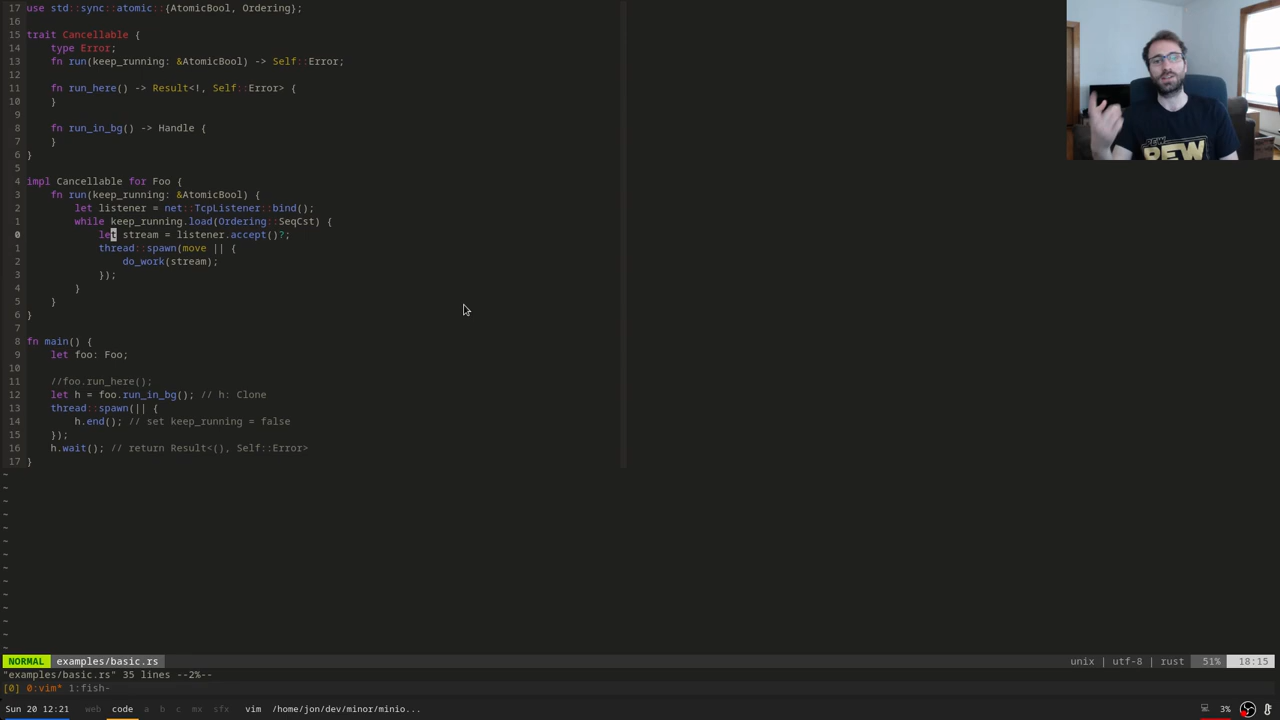 17 use std::sync::atomic::{AtomicBool, Ordering};
16
15 trait Cancellable {
14     type Error;
13     fn run(keep_running: &AtomicBool) -> Self::Error;
12
11     fn run_here() -> Result<!, Self::Error> {
10     }
9
8     fn run_in_bg() -> Handle {
7     }
6 }
5
4 impl Cancellable for Foo {
3     fn run(keep_running: &AtomicBool) {
2         let listener = net::TcpListener::bind();
1         while keep_running.load(Ordering::SeqCst) {
0             let stream = listener.accept()?;
1             thread::spawn(move || {
2                 do_work(stream);
3             });
4         }
5     }
6 }
7
8 fn main() {
9     let foo: Foo;
10
11     //foo.run_here();
12     let h = foo.run_in_bg(); // h: Clone
13     thread::spawn(|| {
14         h.end(); // set keep_running = false
15     });
16     h.wait(); // return Result<(), Self::Error>
17 }
~
~
~
~
~
~
~
~
~
~
~
~
~
~
NORMAL examples/basic.rs unix | utf-8 | rust 51% 18:15
"examples/basic.rs" 35 lines --2%--
[0] 0:vim* 1:fish-
Sun 20 12:21 web code a b c mx sfx vim /home/jon/dev/minor/minio... 3%
PEW